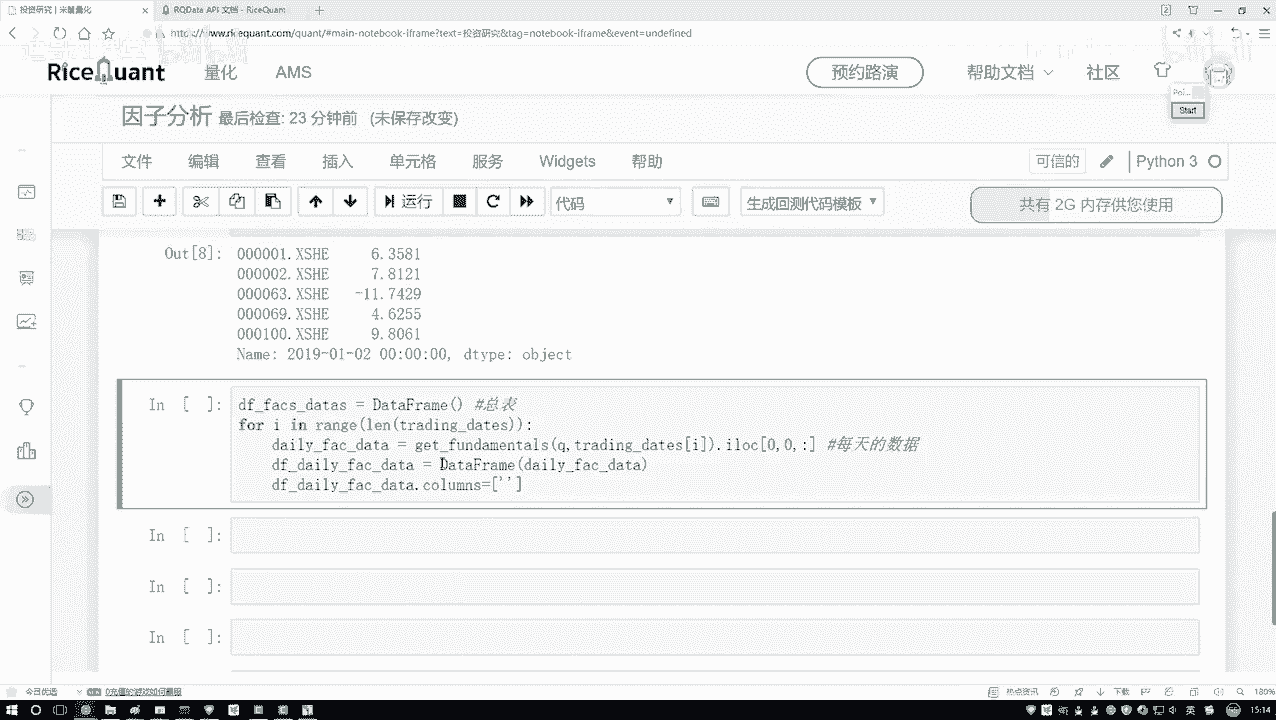 投资研究 | 米筐量化
RQData API 文档 - RiceQuant
https://www.ricequant.com/quant/#main-notebook-iframe?text=投资研究&tag=notebook-iframe&event=undefined
RiceQuant 量化 AMS 预约路演 帮助文档 社区
Start
因子分析 最后检查: 23 分钟前 (未保存改变)
文件 编辑 查看 插入 单元格 服务 Widgets 帮助 可信的 Python 3
运行 代码 生成回测代码模板 共有 2G 内存供您使用
Out[8]: 000001.XSHE 6.3581
000002.XSHE 7.8121
000063.XSHE -11.7429
000069.XSHE 4.6255
000100.XSHE 9.8061
Name: 2019-01-02 00:00:00, dtype: object
In [ ]: df_facs_datas = DataFrame() #总表
for i in range(len(trading_dates)):
daily_fac_data = get_fundamentals(q,trading_dates[i]).iloc[0,0,:] #每天的数据
df_daily_fac_data = DataFrame(daily_fac_data)
df_daily_fac_data.columns=['']
In [ ]:
In [ ]:
In [ ]:
今日优选
热点资讯 下载 180%
英 15:14